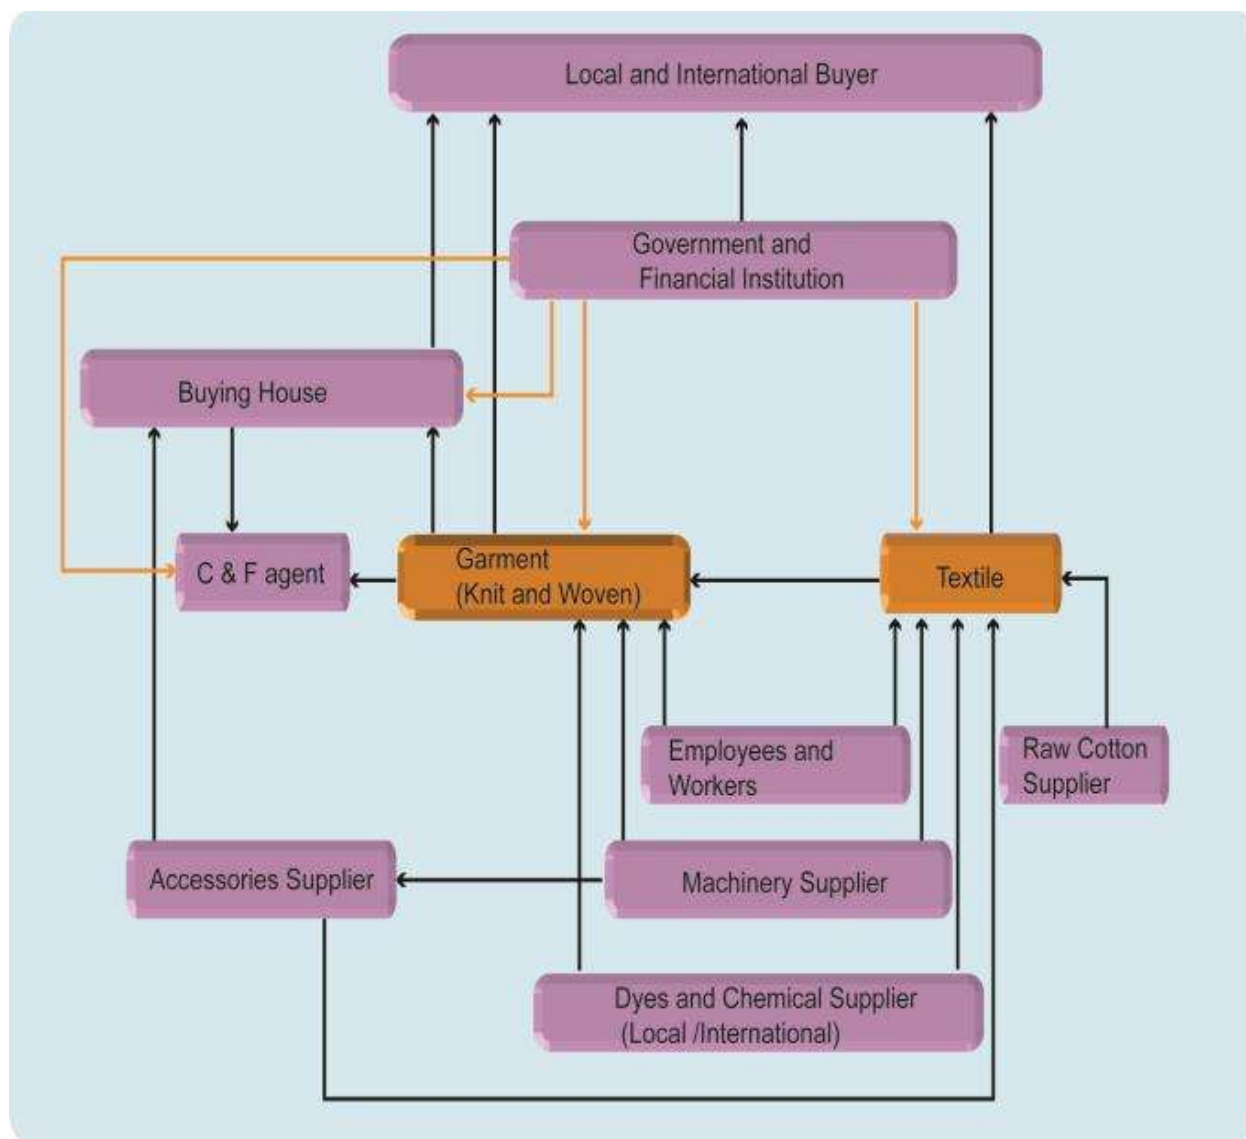 Local and International Buyer
Government and
Financial Institution
Buying House
C & F agent
Garment
(Knit and Woven)
Textile
Employees and
Workers
Raw Cotton
Supplier
Accessories Supplier
Machinery Supplier
Dyes and Chemical Supplier
(Local /International)